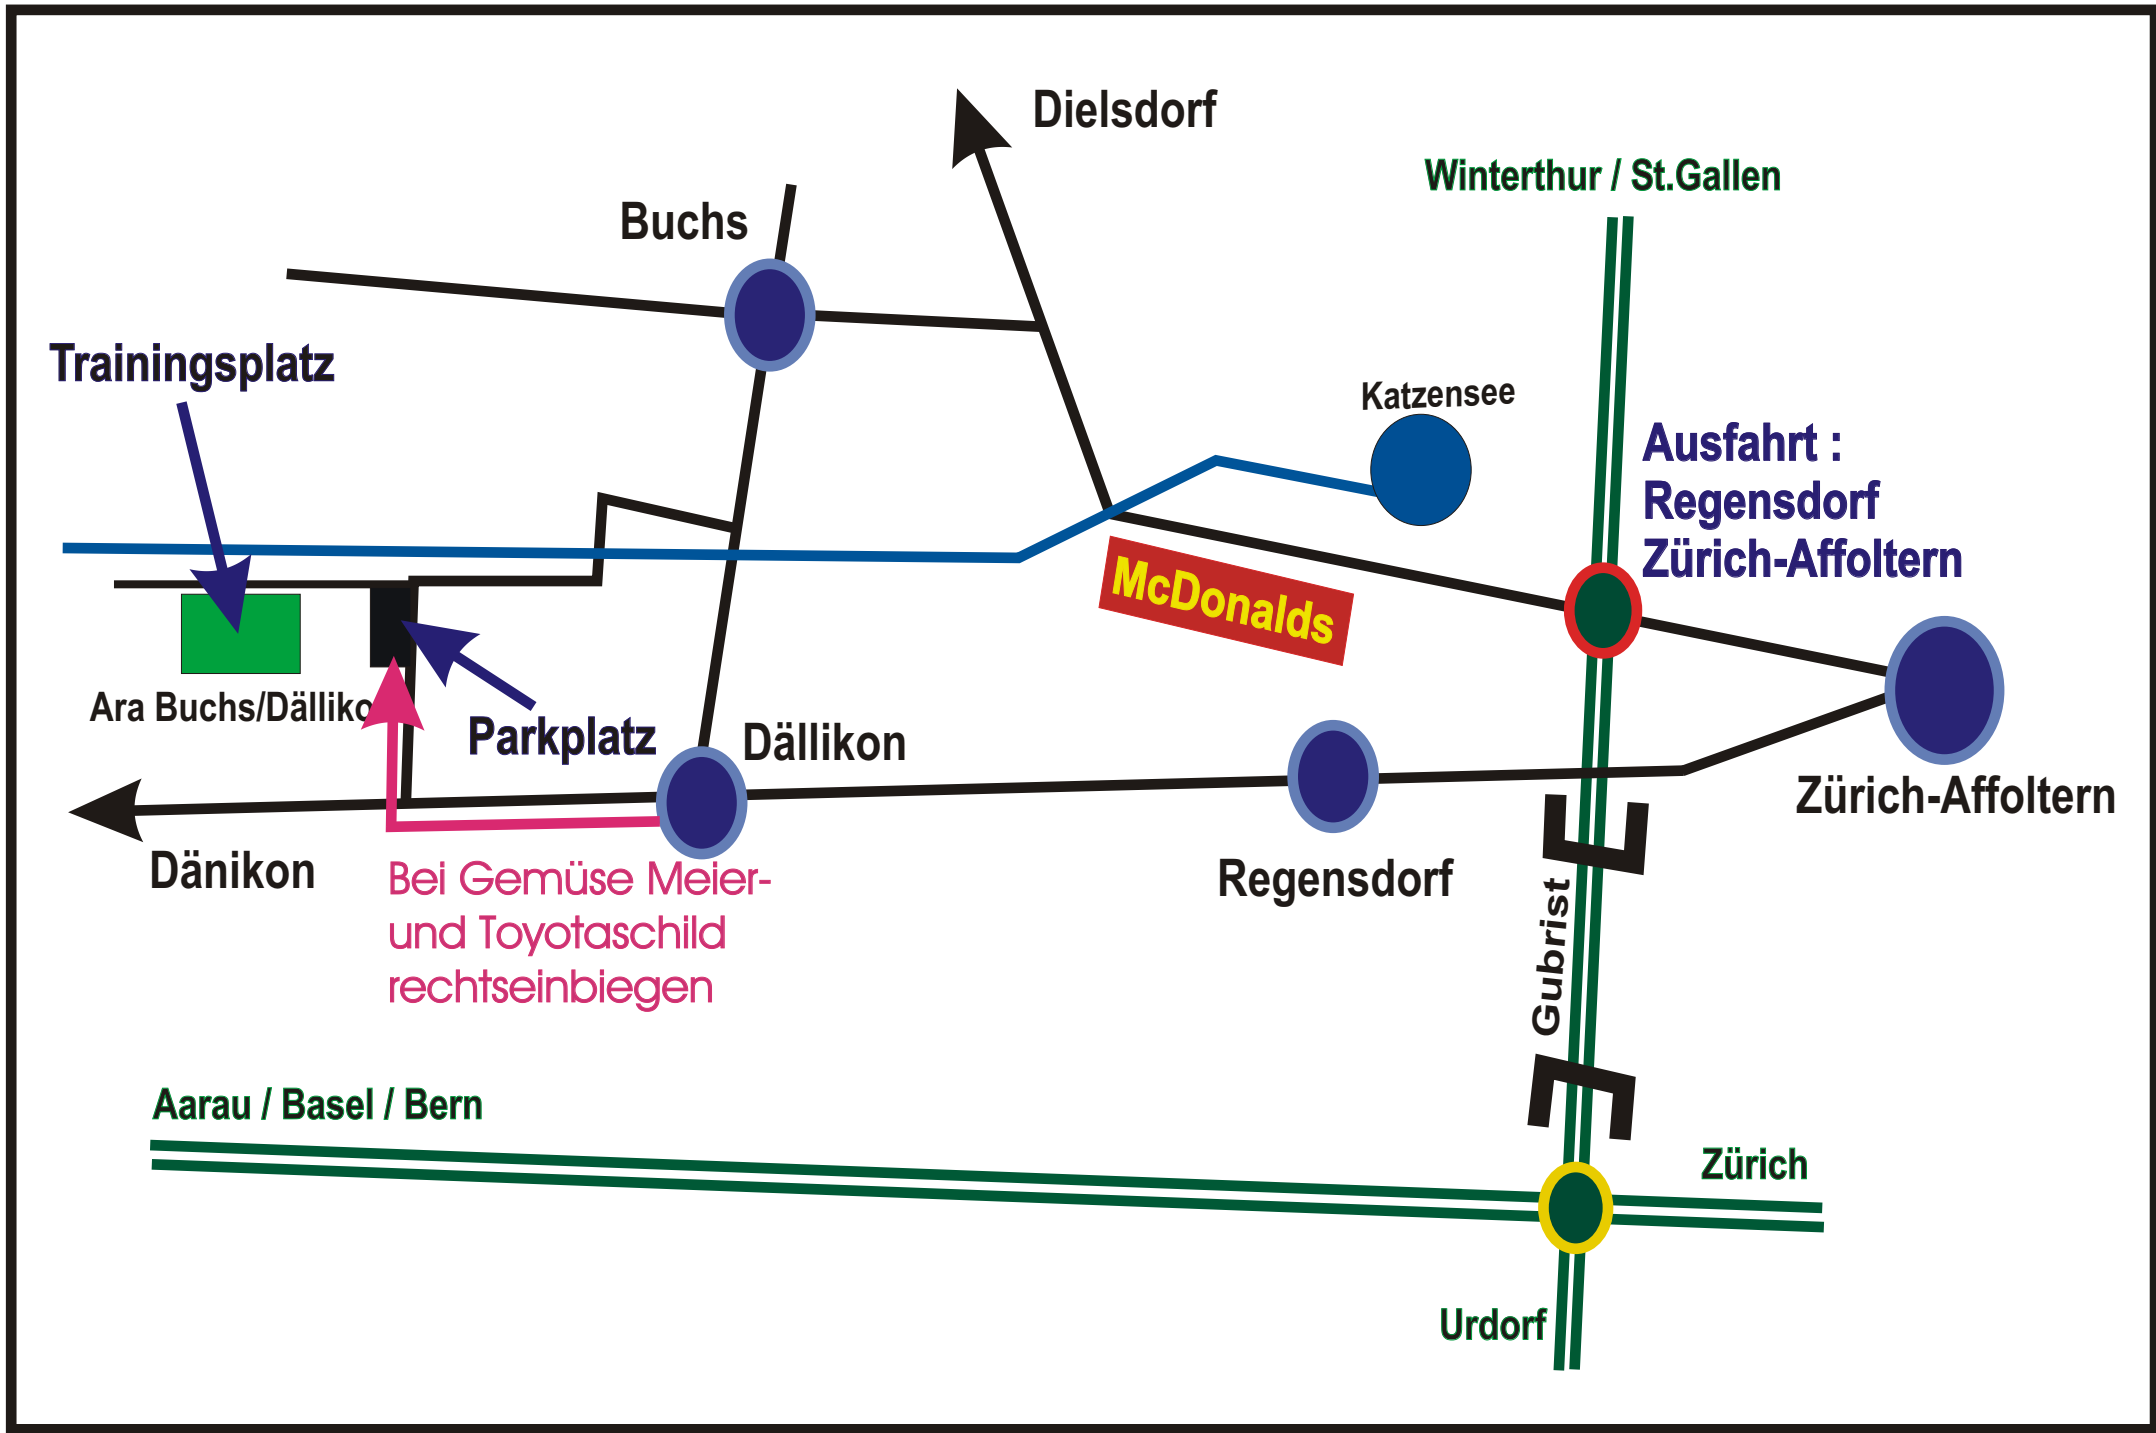 Dielsdorf
Winterthur / St.Gallen
Buchs
Trainingsplatz
Katzensee
Ausfahrt :
Regensdorf
Zürich-Affoltern
McDonalds
Ara Buchs/Dälliko
Parkplatz
Dällikon
Zürich-Affoltern
Dänikon
Regensdorf
Bei Gemüse Meier-
und Toyotaschild
rechtseinbiegen
Gubrist
Aarau / Basel / Bern
Zürich
Urdorf